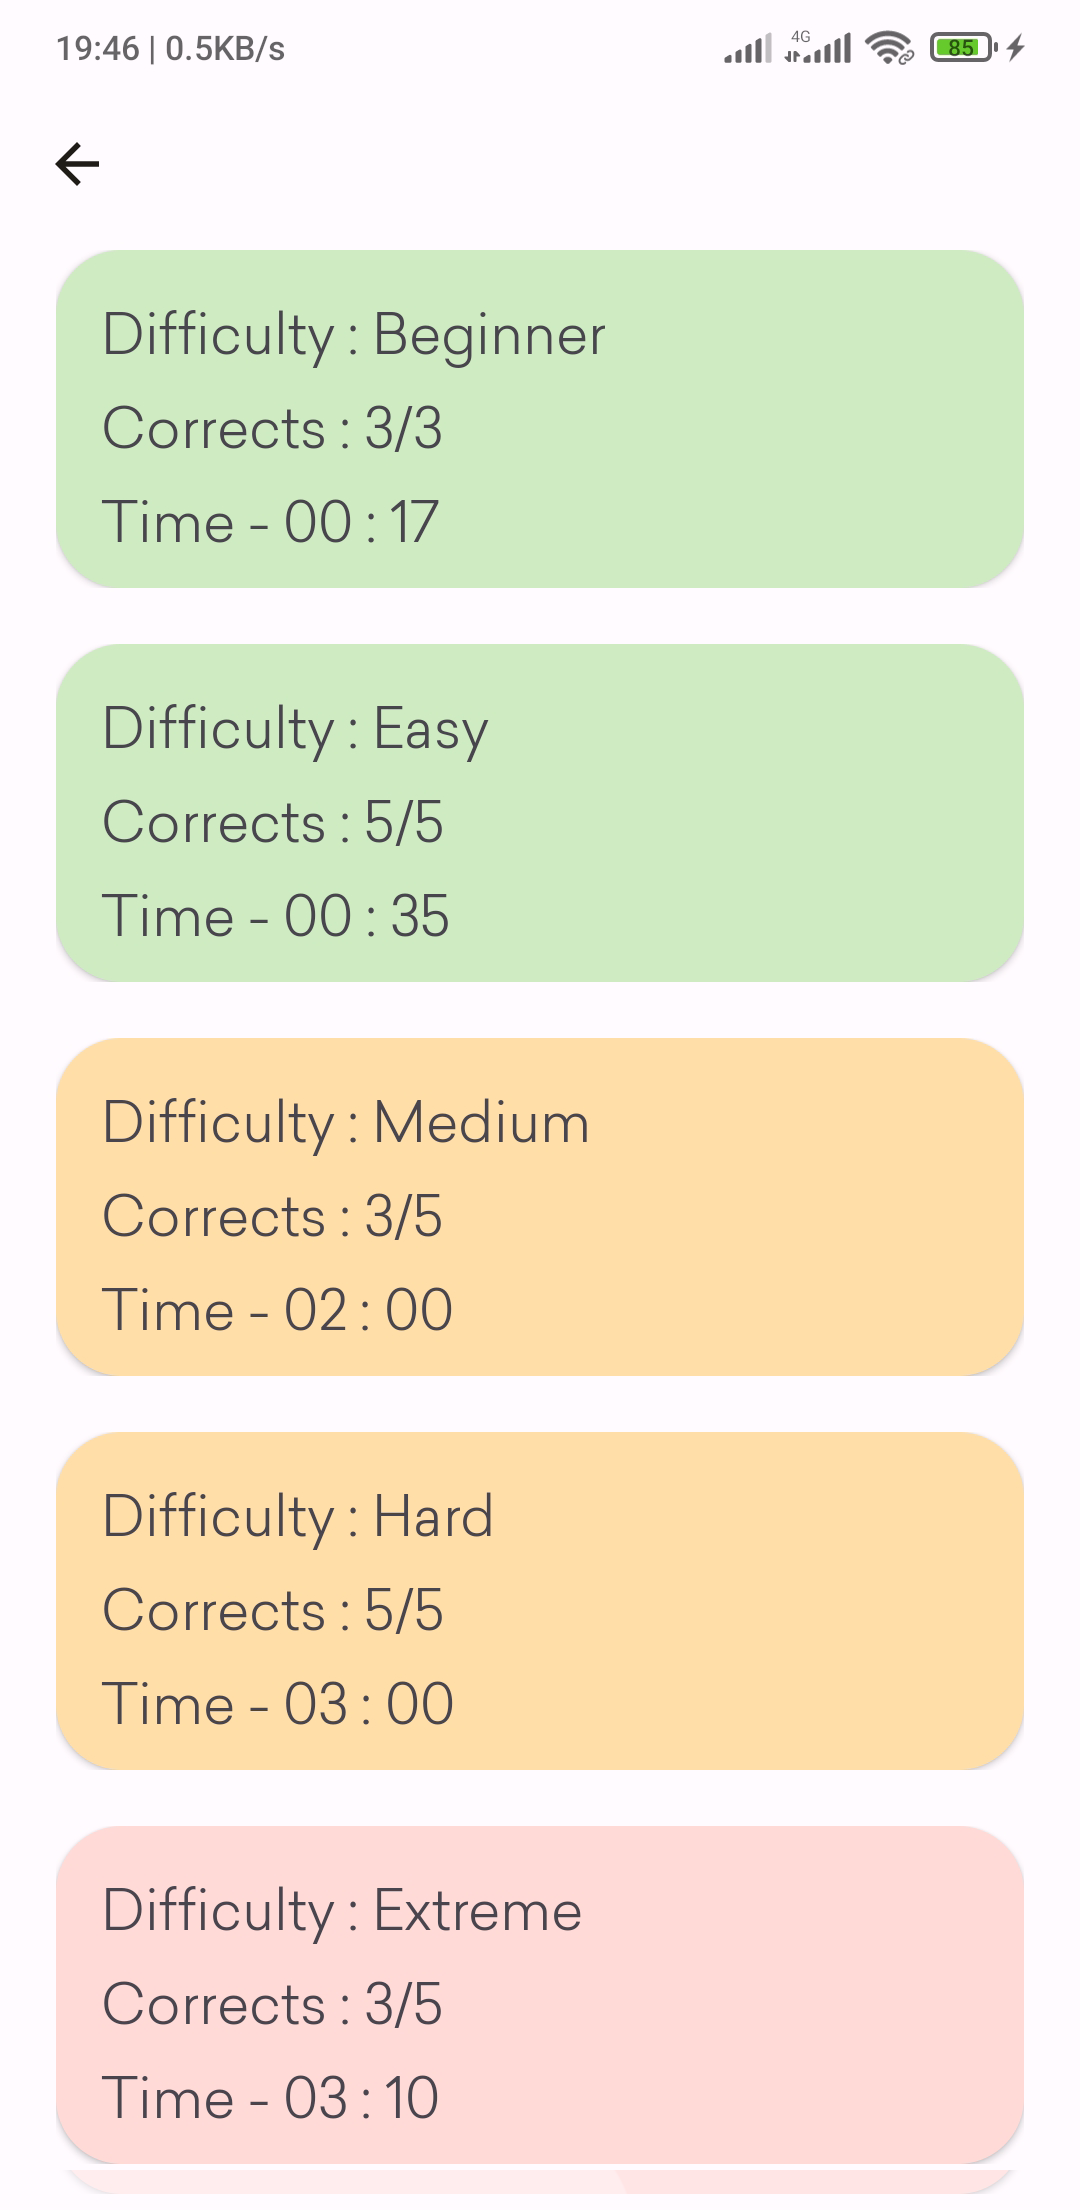 19:46 | 0.5KB/s 4G 85
Difficulty : Beginner
Corrects : 3/3
Time - 00 : 17
Difficulty : Easy
Corrects : 5/5
Time - 00 : 35
Difficulty : Medium
Corrects : 3/5
Time - 02 : 00
Difficulty : Hard
Corrects : 5/5
Time - 03 : 00
Difficulty : Extreme
Corrects : 3/5
Time - 03 : 10